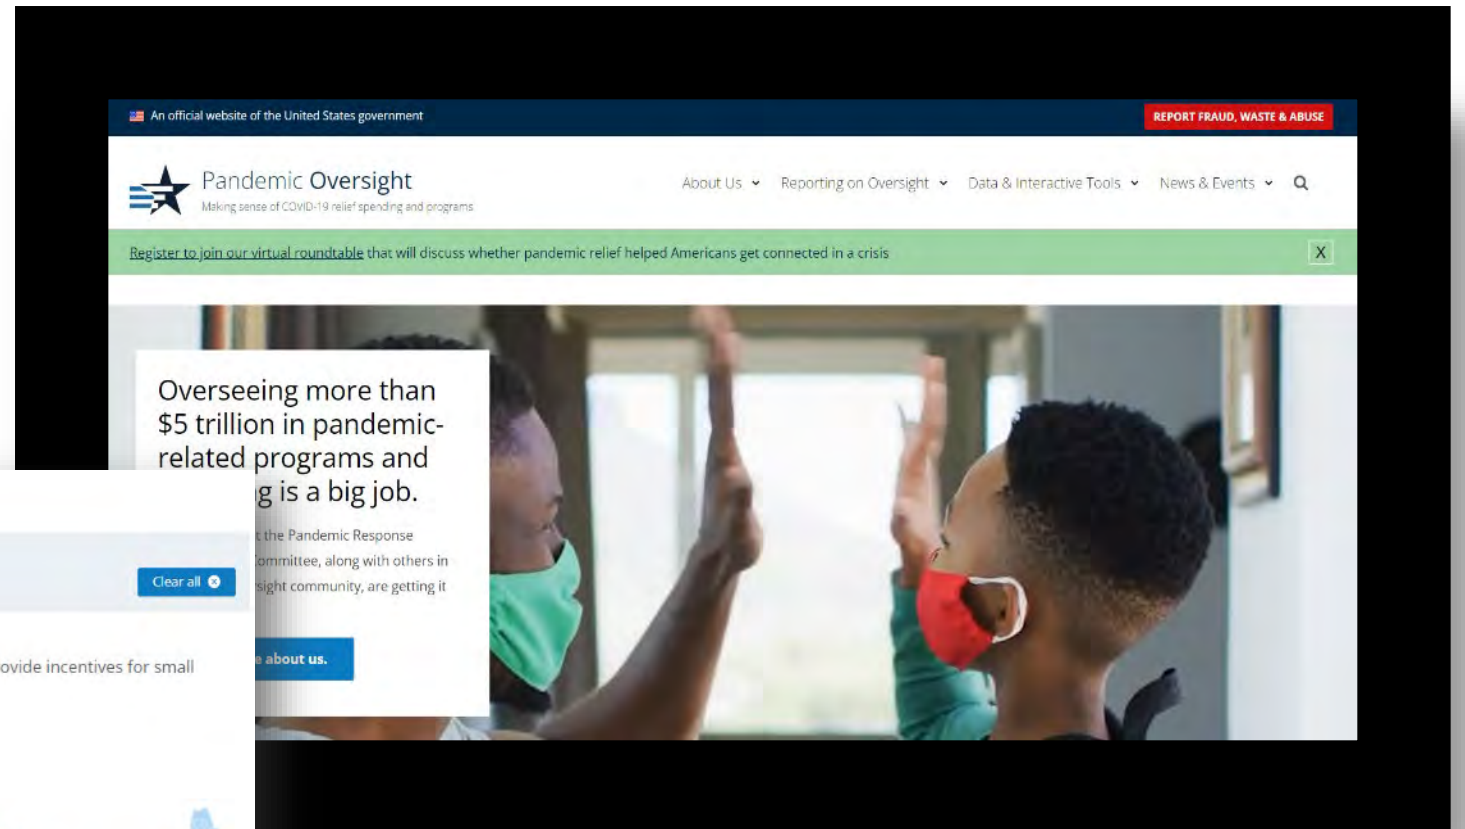 An official website of the United States government
REPORT FRAUD, WASTE & ABUSE
Pandemic Oversight
Making sense of COVID-19 relief spending and programs
About Us
Reporting on Oversight
Data & Interactive Tools
News & Events
Register to join our virtual roundtable that will discuss whether pandemic relief helped Americans get connected in a crisis
X
Overseeing more than
$5 trillion in pandemic-
related programs and
g is a big job.
t the Pandemic Response
ommittee, along with others in
sight community, are getting it
e about us.
Clear all
ovide incentives for small